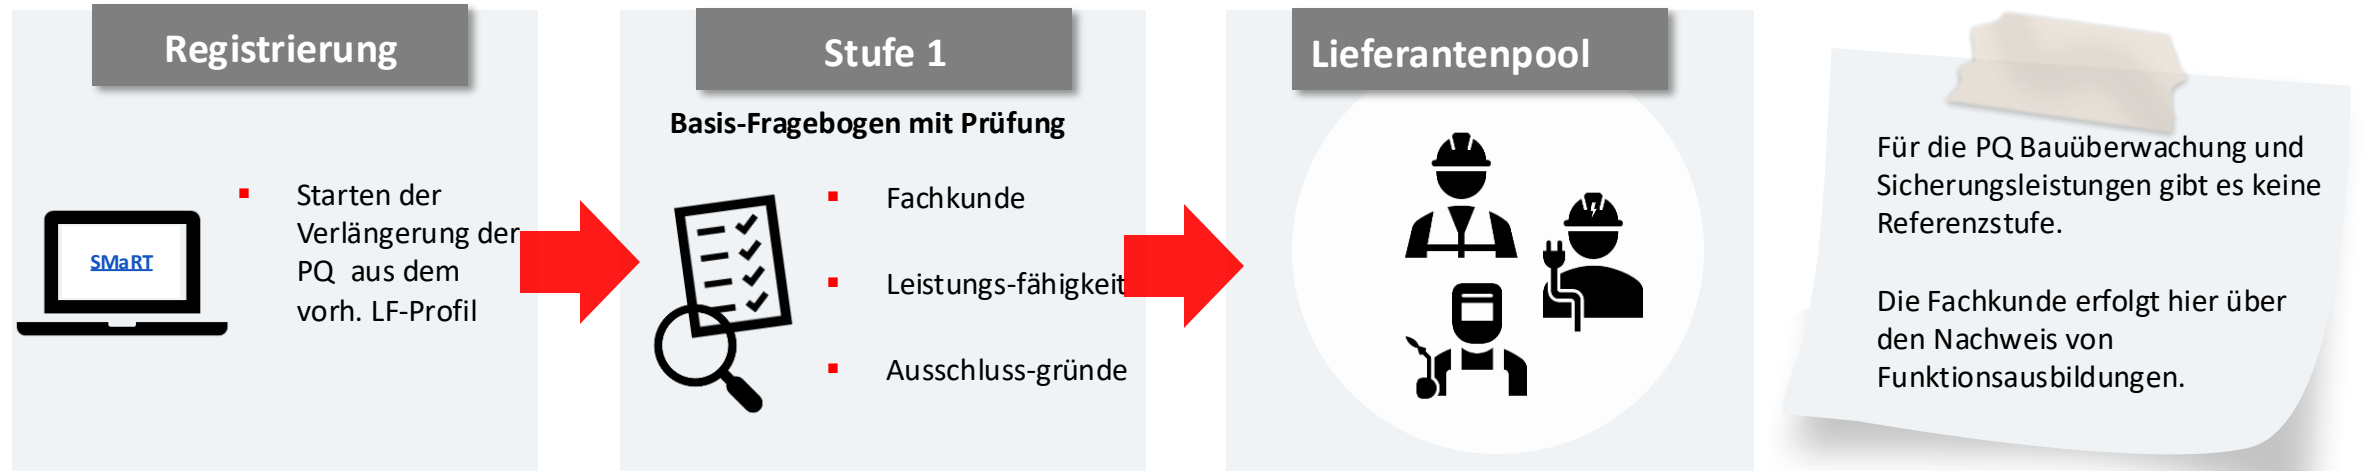 Registrierung
SMaRT
Starten der
Verlängerung der
PQ aus dem
vorh. LF-Profil
Stufe 1
Basis-Fragebogen mit Prüfung
Fachkunde
Leistungs-fähigkeit
Ausschluss-gründe
Lieferantenpool
Für die PQ Bauüberwachung und
Sicherungsleistungen gibt es keine
Referenzstufe.
Die Fachkunde erfolgt hier über
den Nachweis von
Funktionsausbildungen.